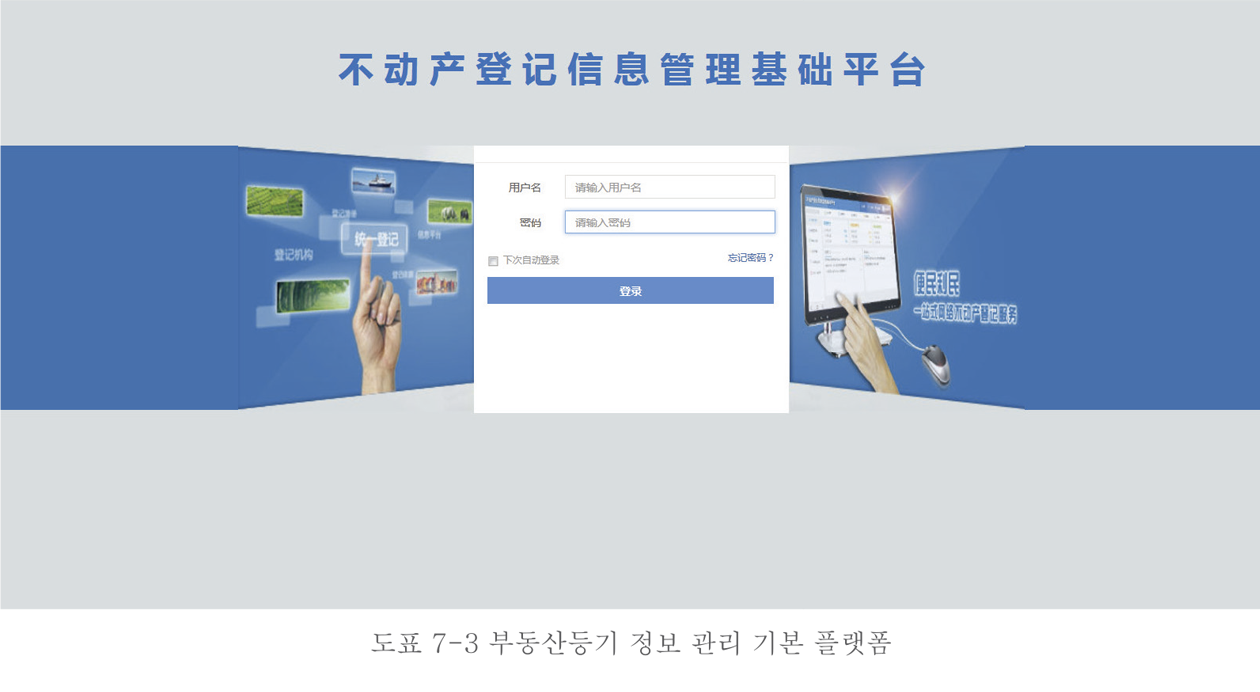 不动产登记信息管理基础平台
登记机构
统一登记
信息平台
用户名
请输入用户名
密码
请输入密码
下次自动登录
忘记密码？
登录
便民利民
一站式网络不动产登记服务
도표 7-3 부동산등기 정보 관리 기본 플랫폼